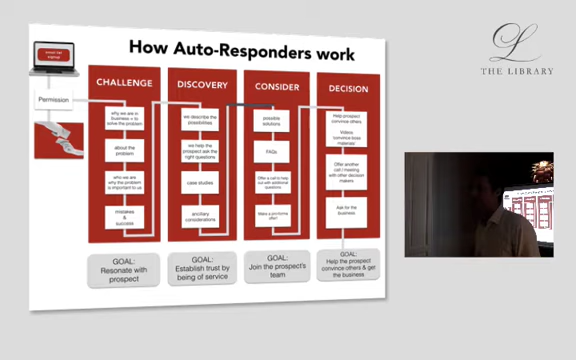 How Auto-Responders work
Permission
CHALLENGE
why we are in
business = to
solve the problem
about the
problem
who we are
why the problem
is important to us
mistakes
&
success
GOAL:
Resonate with
prospect
DISCOVERY
we describe the
possibilities
we help the
prospect ask the
right questions
case studies
ancillary
considerations
GOAL:
Establish trust by
being of service
CONSIDER
possible
solutions
FAQs
Offer a call to help
out with additional
questions
Make a pro-forma
offer
GOAL:
Join the prospect's
team
DECISION
Help prospect
convince others
Videos
convince boss
materials
Offer another
call / meeting
with other decision
makers
Ask for the
business
GOAL:
Help the prospect
convince others & get
the business
L
THE LIBRARY